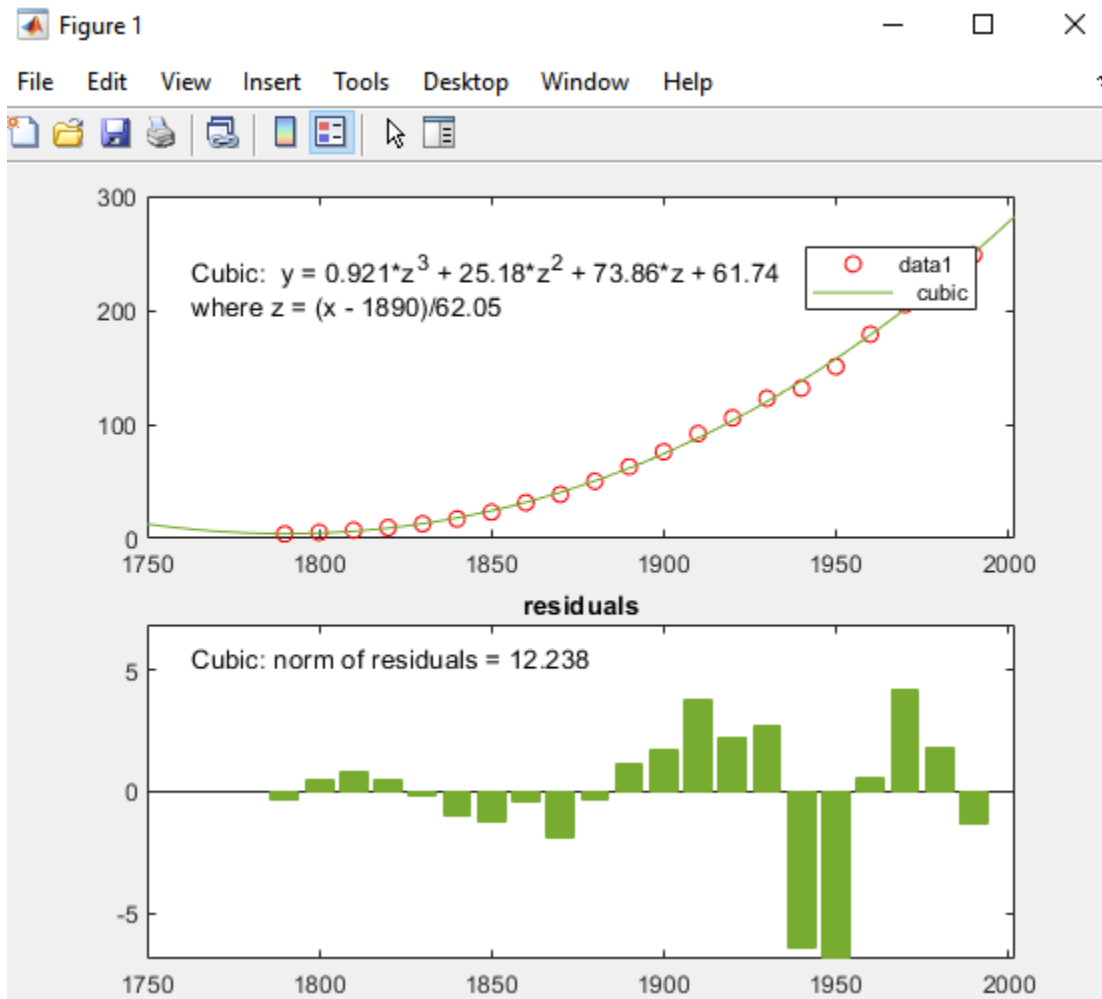 Figure 1
File Edit View Insert Tools Desktop Window Help
300
200
100
0
Cubic: y = 0.921*z^3 + 25.18*z^2 + 73.86*z + 61.74
where z = (x - 1890)/62.05
data1
cubic
1750 1800 1850 1900 1950 2000
residuals
Cubic: norm of residuals = 12.238
5
0
-5
1750 1800 1850 1900 1950 2000